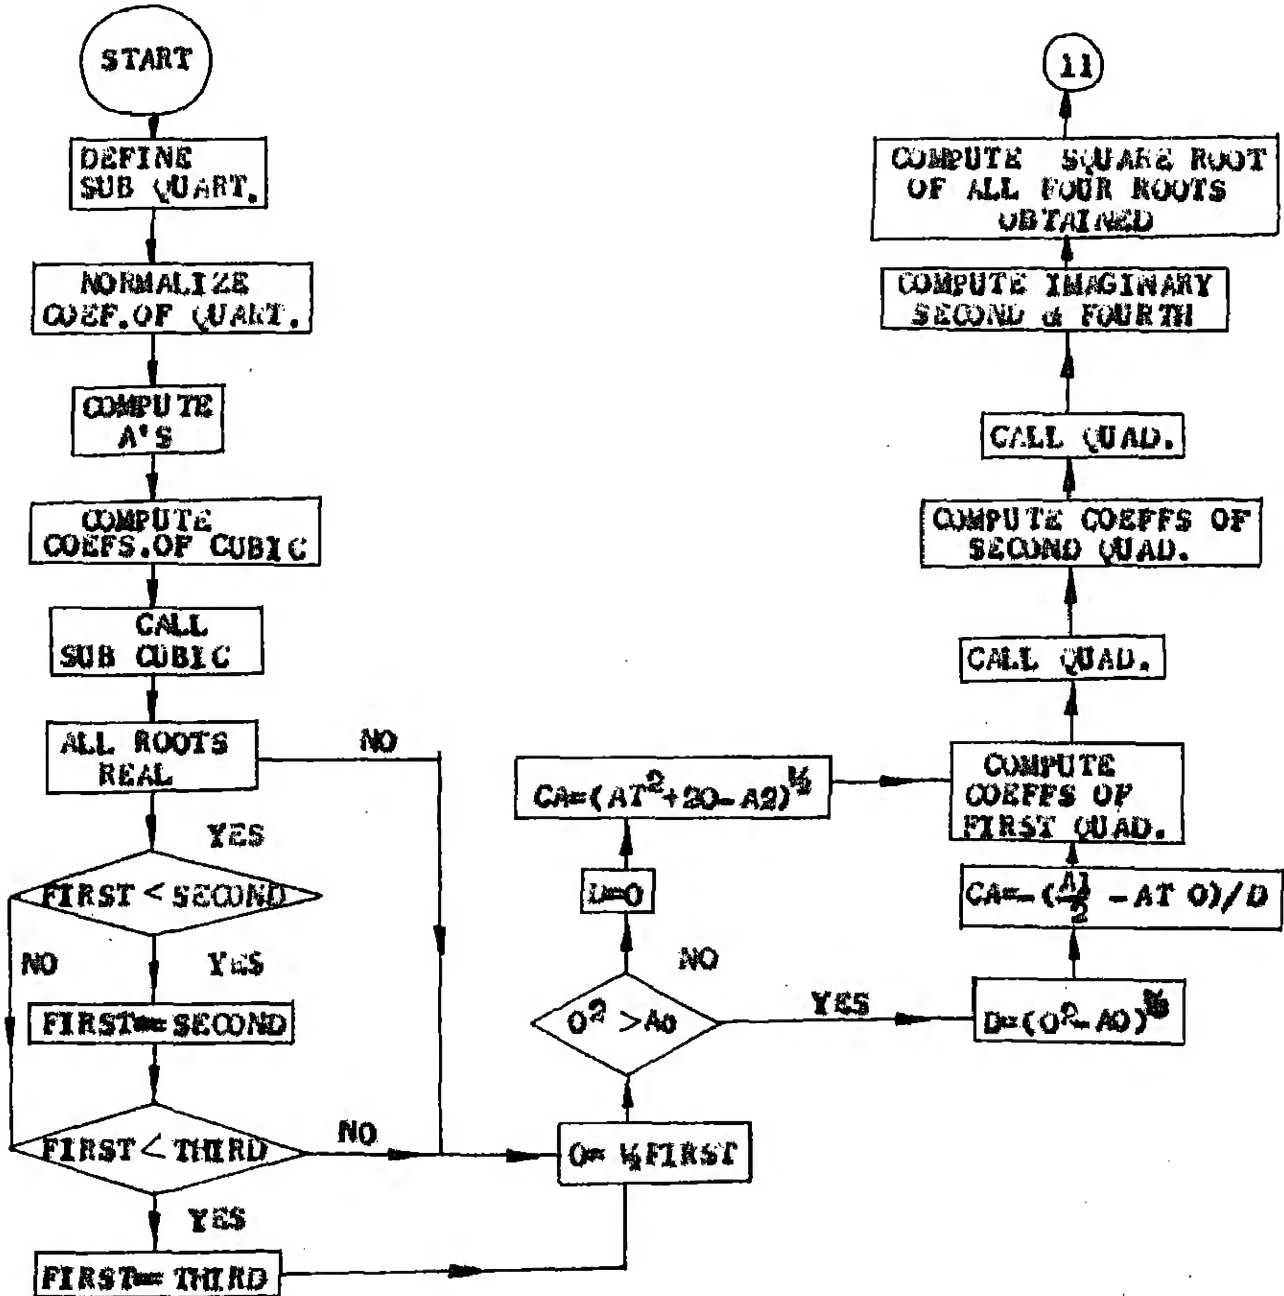 START
DEFINE
SUB QUART.
NORMALIZE
COEF.OF QUART.
COMPUTE
A'S
COMPUTE
COEFS.OF CUBIC
CALL
SUB CUBIC
ALL ROOTS
REAL
NO
YES
FIRST < SECOND
NO
YES
FIRST = SECOND
FIRST < THIRD
NO
YES
FIRST = THIRD
O = ½ FIRST
O² > AO
NO
YES
D=O
CA=(AT²+2O-A2)^½
D=(O²-AO)^½
CA=-(A1/2 - AT O)/D
COMPUTE
COEFFS OF
FIRST QUAD.
CALL QUAD.
COMPUTE COEFFS OF
SECOND QUAD.
CALL QUAD.
COMPUTE IMAGINARY
SECOND & FOURTH
COMPUTE SQUARE ROOT
OF ALL FOUR ROOTS
OBTAINED
11